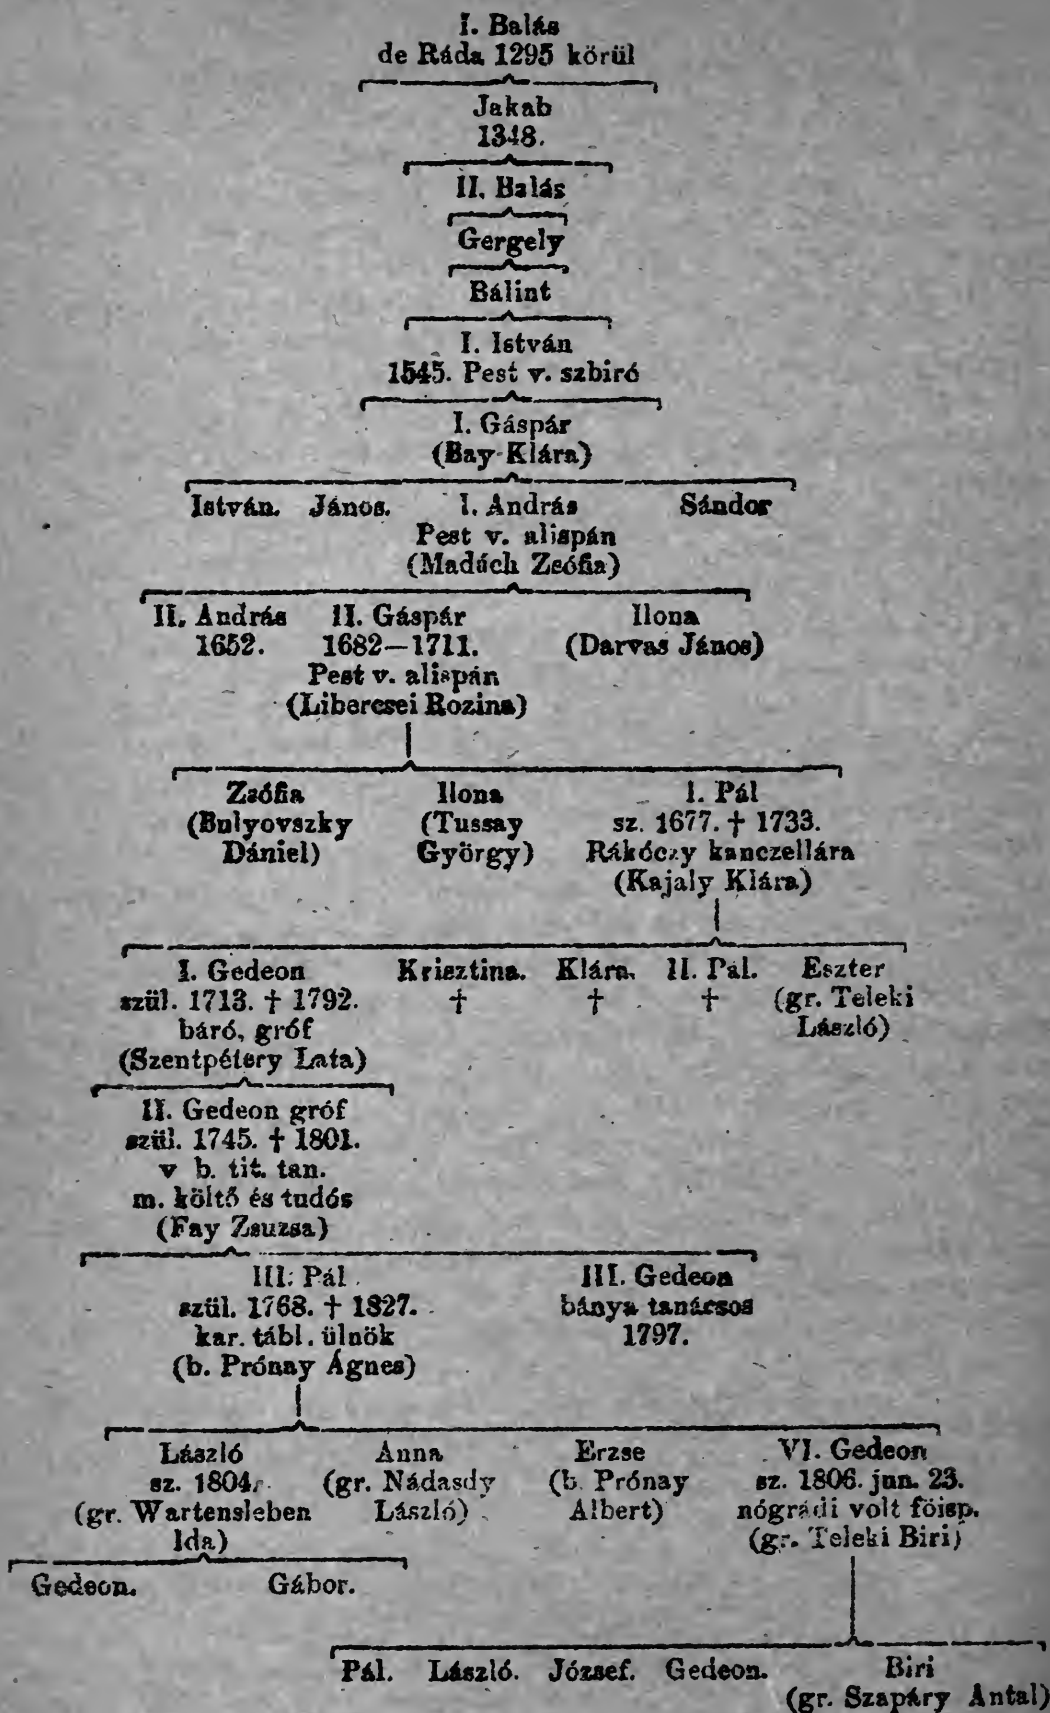 I. Balás
de Ráda 1295 körül
Jakab
1348.
II. Balás
Gergely
Bálint
I. István
1545. Pest v. szbiró
I. Gáspár
(Bay Klára)
István. János. I. András Sándor
Pest v. alispán
(Madách Zsófia)
II. András II. Gáspár Ilona
1652. 1682–1711. (Darvas János)
Pest v. alispán
(Libercsei Rozina)
Zsófia Ilona I. Pál
(Bulyovszky (Tussay sz. 1677. † 1733.
Dániel) György) Rákóczy kanczellára
(Kajaly Klára)
I. Gedeon Krisztina. Klára. II. Pál. Eszter
szül. 1713. † 1792. † † † (gr. Teleki
báró, gróf László)
(Szentpétery Lata)
II. Gedeon gróf
szül. 1745. † 1801.
v b. tit. tan.
m. költő és tudós
(Fay Zsuzsa)
III. Pál III. Gedeon
szül. 1768. † 1827. bánya tanácsos
kar. tábl. ülnök 1797.
(b. Prónay Ágnes)
László Anna Erzse VI. Gedeon
sz. 1804. (gr. Nádasdy (b. Prónay sz. 1806. jun. 23.
(gr. Wartensleben László) Albert) nógrádi volt föisp.
Ida) (gr. Teleki Biri)
Gedeon. Gábor.
Pál. László. József. Gedeon. Biri
(gr. Szapáry Antal)